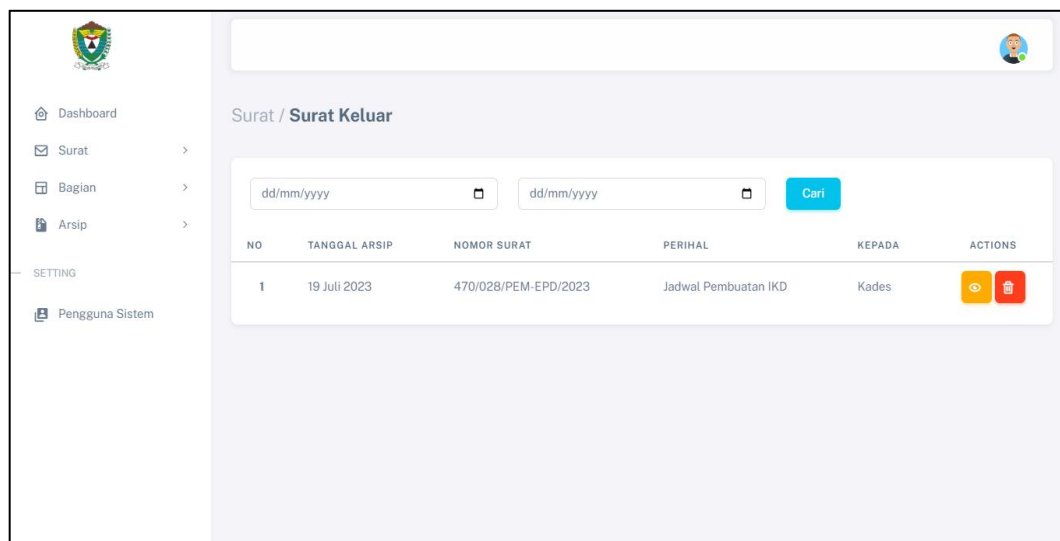 Dashboard
Surat
Bagian
Arsip
SETTING
Pengguna Sistem
Surat / Surat Keluar
dd/mm/yyyy dd/mm/yyyy Cari
NO TANGGAL ARSIP NOMOR SURAT PERIHAL KEPADA ACTIONS
1 19 Juli 2023 470/028/PEM-EPD/2023 Jadwal Pembuatan IKD Kades